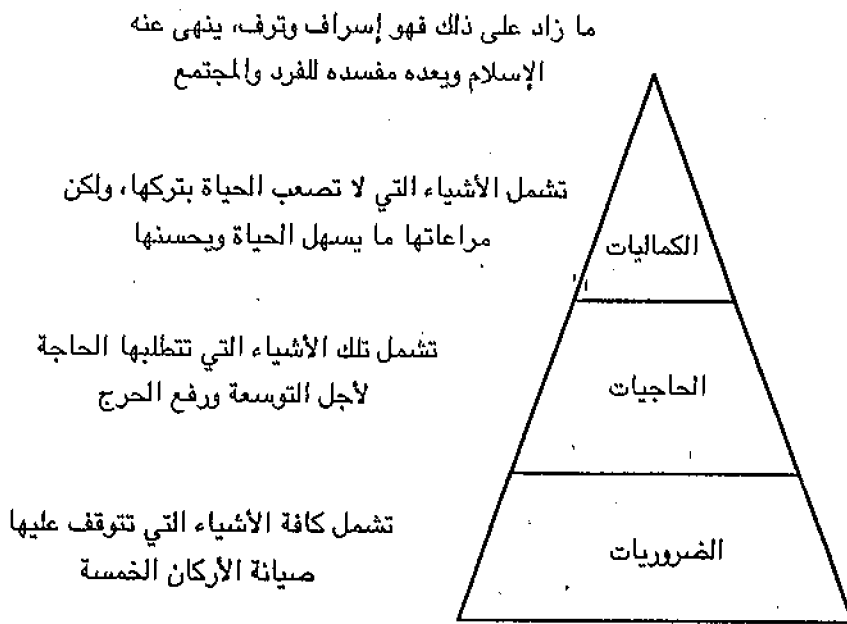 ما زاد على ذلك فهو إسراف وترف، ينهى عنه
الإسلام ويعده مفسده للفرد والمجتمع
تشمل الأشياء التي لا تصعب الحياة بتركها، ولكن
مراعاتها ما يسهل الحياة ويحسنها
الكماليات
تشمل تلك الأشياء التي تتطلبها الحاجة
لأجل التوسعة ورفع الحرج
الحاجيات
تشمل كافة الأشياء التي تتوقف عليها
صيانة الأركان الخمسة
الضروريات